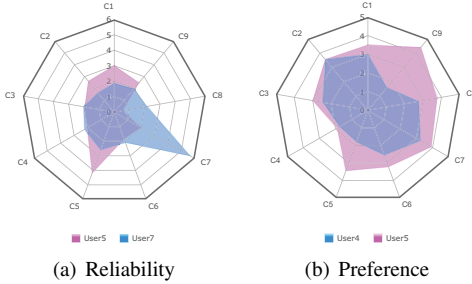 C1
6
5
4
3
2
1
0
C2
C9
C3
C8
C4
C7
C5
C6
User5
User7
(a) Reliability
C1
5
4
3
2
1
0
C2
C9
C3
C8
C4
C7
C5
C6
User4
User5
(b) Preference